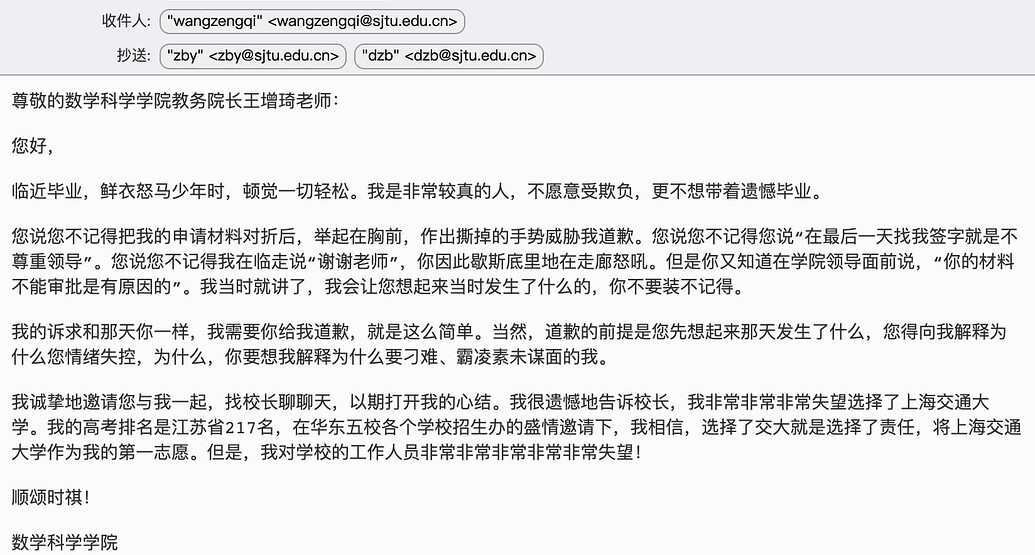 收件人: "wangzengqi" <wangzengqi@sjtu.edu.cn>
抄送: "zby" <zby@sjtu.edu.cn> "dzb" <dzb@sjtu.edu.cn>
尊敬的数学科学学院教务院长王增琦老师：
您好，
临近毕业，鲜衣怒马少年时，顿觉一切轻松。我是非常较真的人，不愿意受欺负，更不想带着遗憾毕业。
您说您不记得把我的申请材料对折后，举起在胸前，作出撕掉的手势威胁我道歉。您说您不记得您说“在最后一天找我签字就是不
尊重领导”。您说您不记得我在临走说“谢谢老师”，你因此歇斯底里地在走廊怒吼。但是你又知道在学院领导面前说，“你的材料
不能审批是有原因的”。我当时就讲了，我会让您想起来当时发生了什么的，你不要装不记得。
我的诉求和那天你一样，我需要你给我道歉，就是这么简单。当然，道歉的前提是您先想起来那天发生了什么，您得向我解释为
什么您情绪失控，为什么，你要想我解释为什么要刁难、霸凌素未谋面的我。
我诚挚地邀请您与我一起，找校长聊聊天，以期打开我的心结。我很遗憾地告诉校长，我非常非常非常失望选择了上海交通大
学。我的高考排名是江苏省217名，在华东五校各个学校招生办的盛情邀请下，我相信，选择了交大就是选择了责任，将上海交通
大学作为我的第一志愿。但是，我对学校的工作人员非常非常非常非常非常失望！
顺颂时祺！
数学科学学院